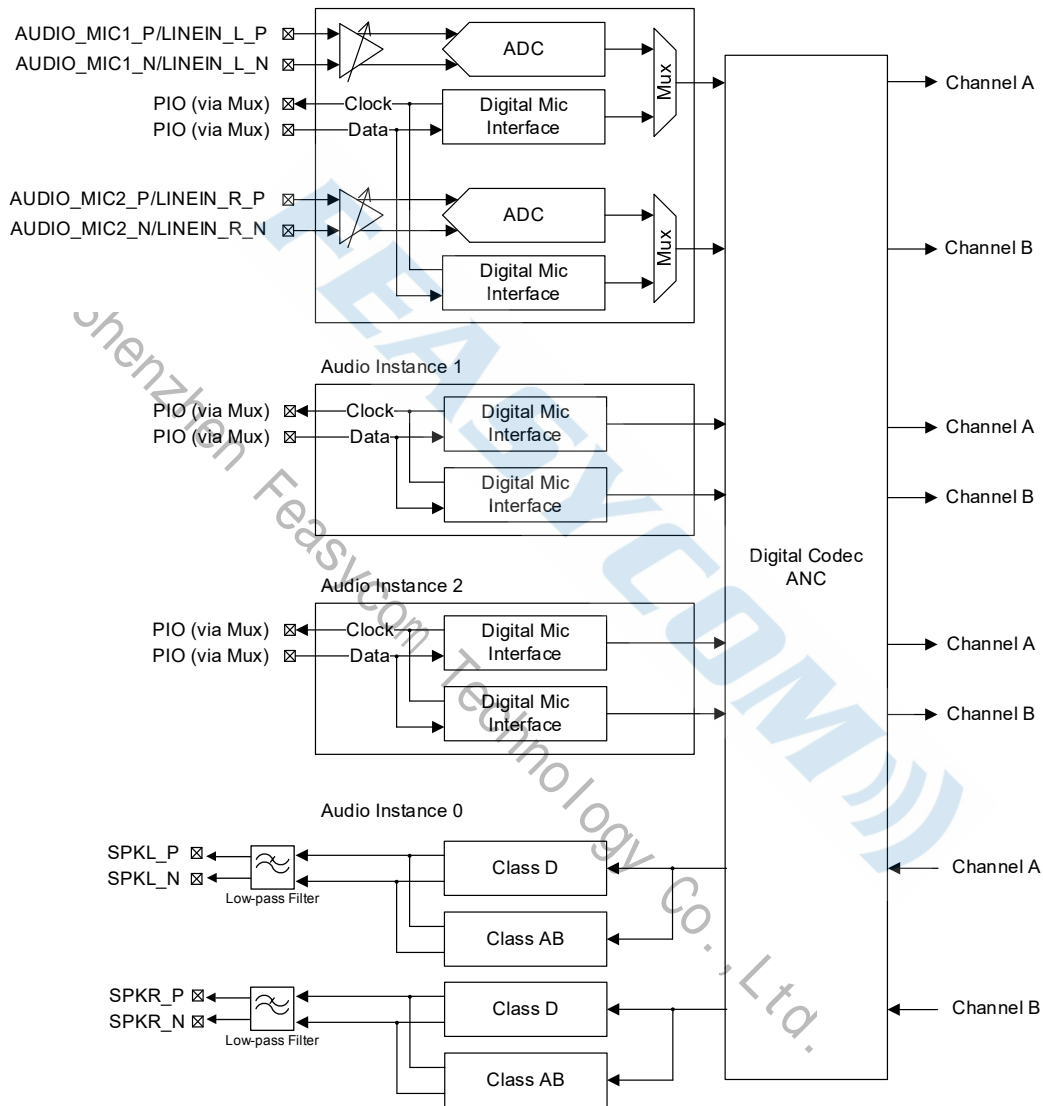 AUDIO_MIC1_P/LINEIN_L_P
AUDIO_MIC1_N/LINEIN_L_N
PIO (via Mux)
Clock
PIO (via Mux)
Data
ADC
Digital Mic
Interface
Mux
Channel A
AUDIO_MIC2_P/LINEIN_R_P
AUDIO_MIC2_N/LINEIN_R_N
ADC
Digital Mic
Interface
Mux
Channel B
Audio Instance 1
PIO (via Mux)
Clock
PIO (via Mux)
Data
Digital Mic
Interface
Digital Mic
Interface
Channel A
Channel B
Audio Instance 2
PIO (via Mux)
Clock
PIO (via Mux)
Data
Digital Mic
Interface
Digital Mic
Interface
Channel A
Channel B
Digital Codec
ANC
Audio Instance 0
SPKL_P
SPKL_N
Low-pass Filter
Class D
Class AB
Channel A
SPKR_P
SPKR_N
Low-pass Filter
Class D
Class AB
Channel B
FEASYCOM
Shenzhen Feasycom Technology Co.,Ltd.